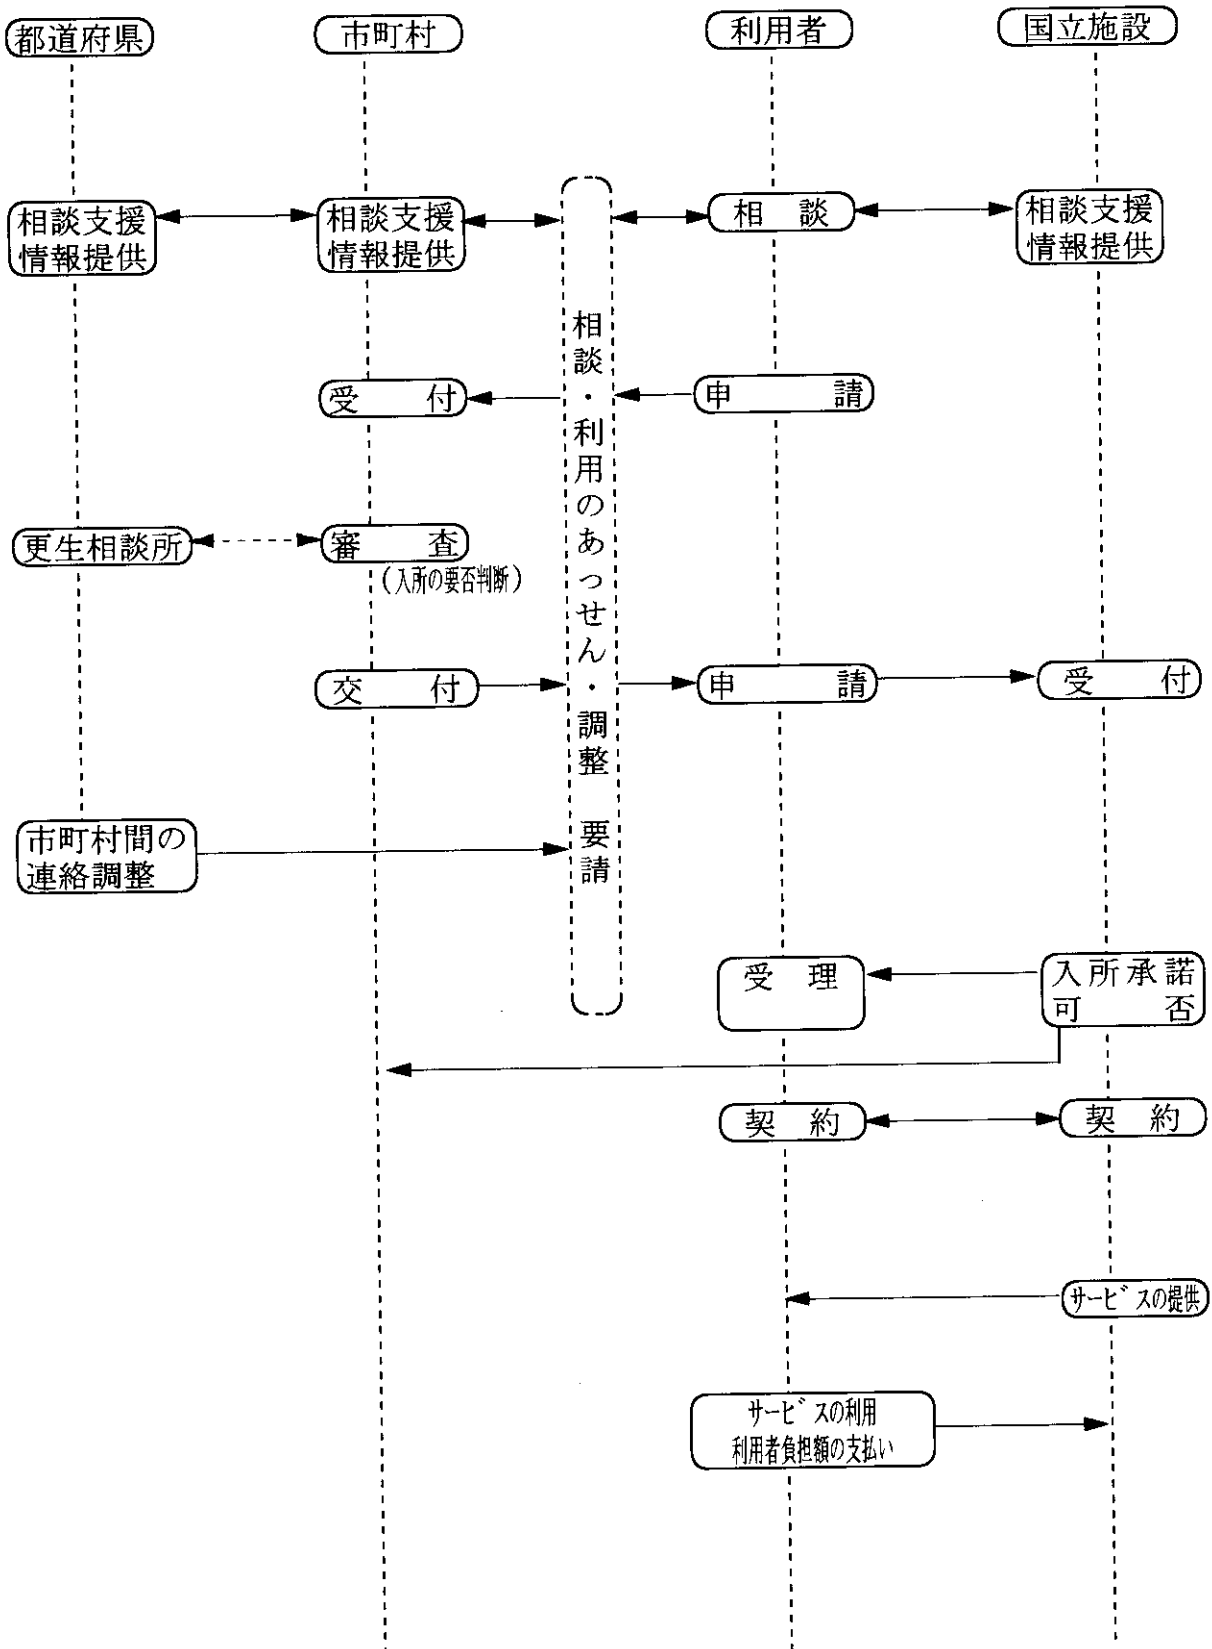 都道府県
市町村
利用者
国立施設
相談支援
情報提供
相談支援
情報提供
相談
相談支援
情報提供
相談・利用のあっせん・調整 要請
受付
申請
更生相談所
審査
(入所の要否判断)
交付
申請
受付
市町村間の
連絡調整
受理
入所承諾
可否
契約
契約
サービスの提供
サービスの利用
利用者負担額の支払い